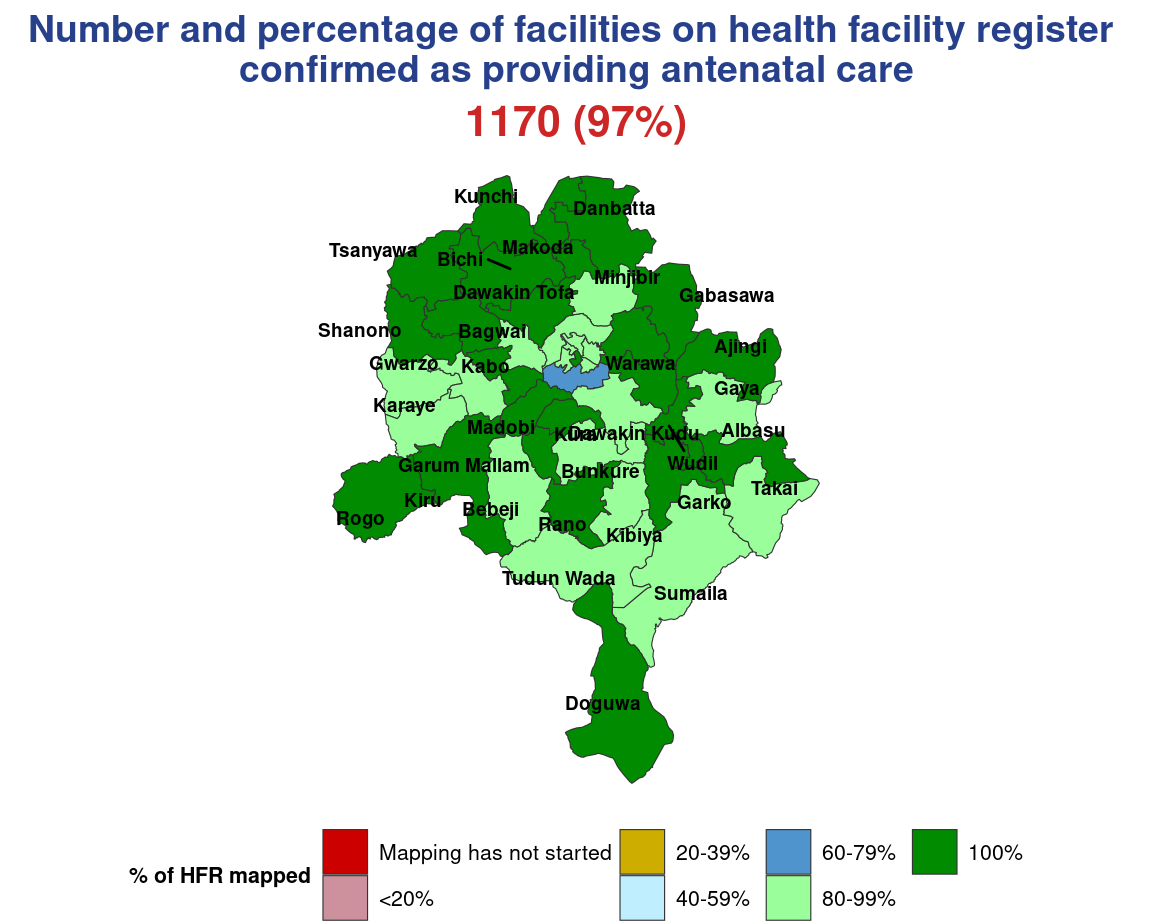 Number and percentage of facilities on health facility register
confirmed as providing antenatal care
1170 (97%)
Kunchi
Danbatta
Tsanyawa
Makoda
Bichi
Minjibir
Dawakin Tofa
Gabasawa
Shanono
Bagwai
Ajingi
Gwarzo
Kabo
Warawa
Gaya
Karaye
Madobi
Kura
Dawakin Kudu
Albasu
Garum Mallam
Bunkure
Wudil
Takai
Kiru
Garko
Bebeji
Rogo
Rano
Kibiya
Tudun Wada
Sumaila
Doguwa
% of HFR mapped
Mapping has not started
<20%
20-39%
40-59%
60-79%
80-99%
100%